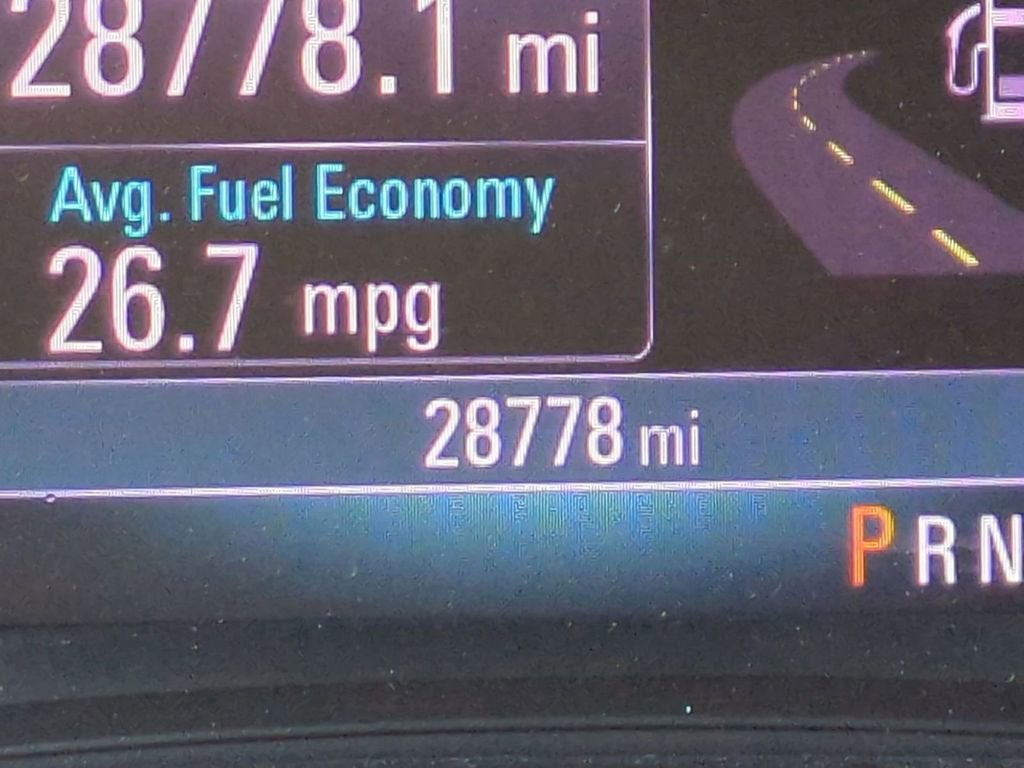 28778.1 mi
Avg. Fuel Economy
26.7 mpg
28778 mi
P R N